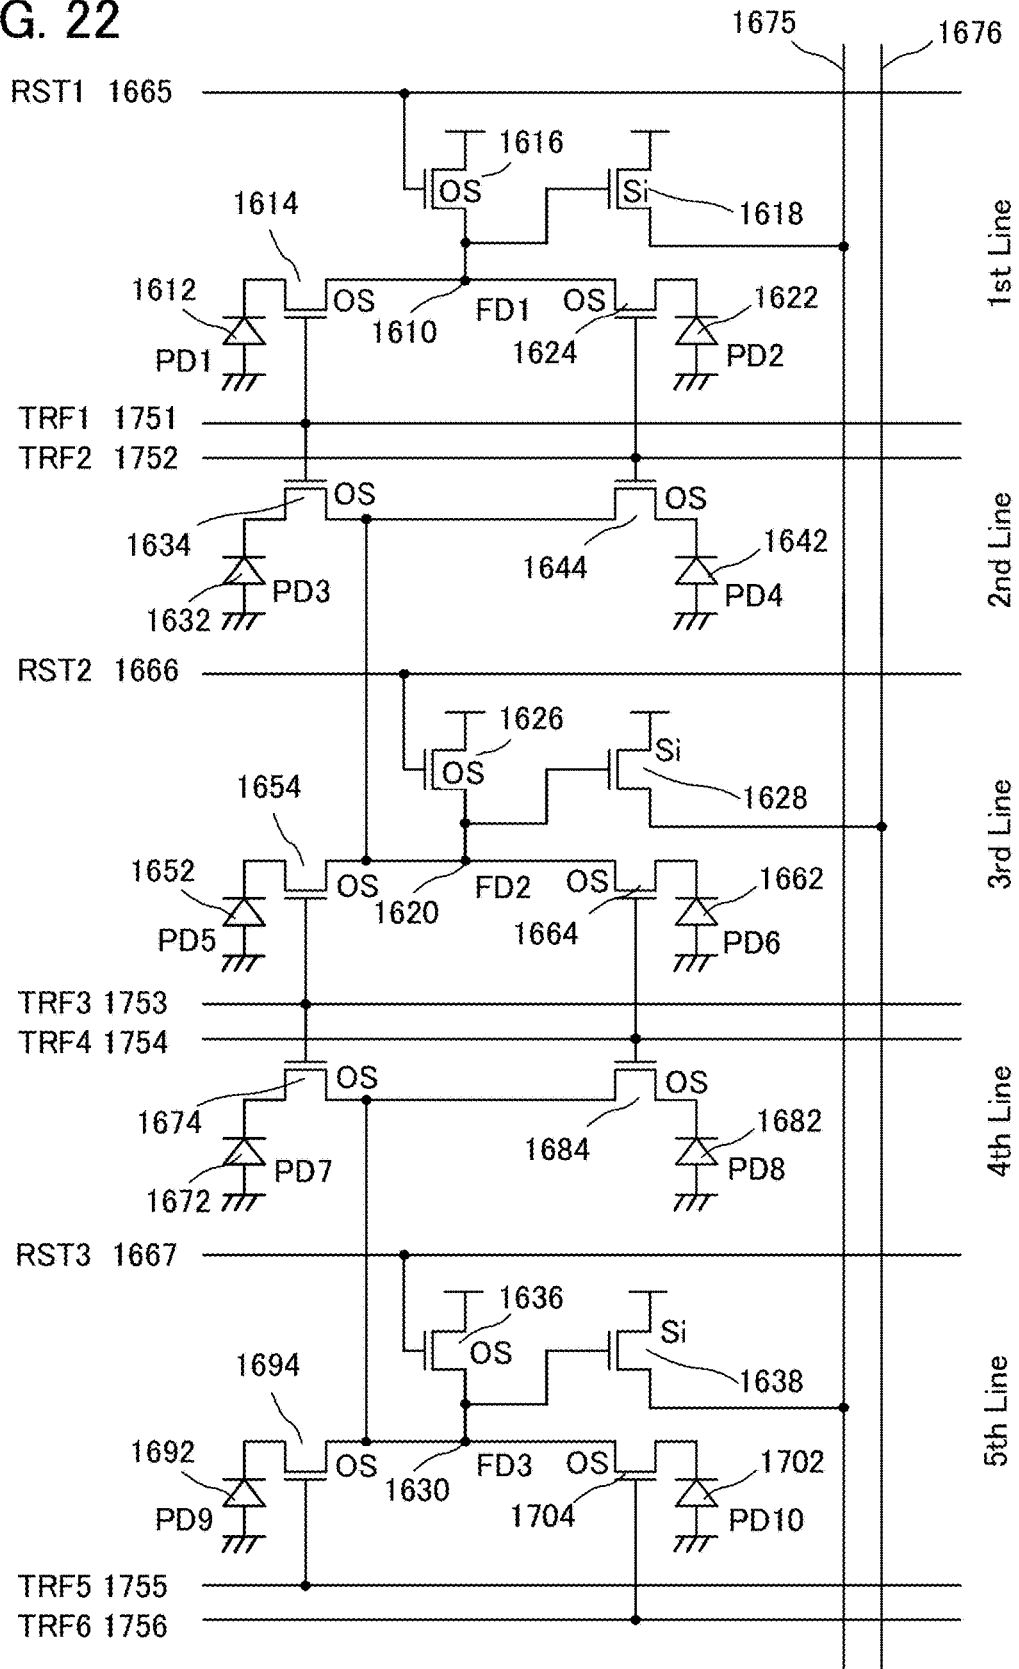 G. 22
1675
1676
RST1 1665
1616
OS
Si
1618
1614
1st Line
1612
OS
OS
1622
1610
FD1
1624
PD1
PD2
TRF1 1751
TRF2 1752
OS
OS
2nd Line
1634
1644
1642
1632
PD3
PD4
RST2 1666
1626
OS
Si
1628
1654
3rd Line
1652
OS
OS
1662
1620
FD2
1664
PD5
PD6
TRF3 1753
TRF4 1754
OS
OS
4th Line
1674
1684
1682
1672
PD7
PD8
RST3 1667
1636
OS
Si
1638
1694
5th Line
1692
OS
OS
1702
1630
FD3
1704
PD9
PD10
TRF5 1755
TRF6 1756